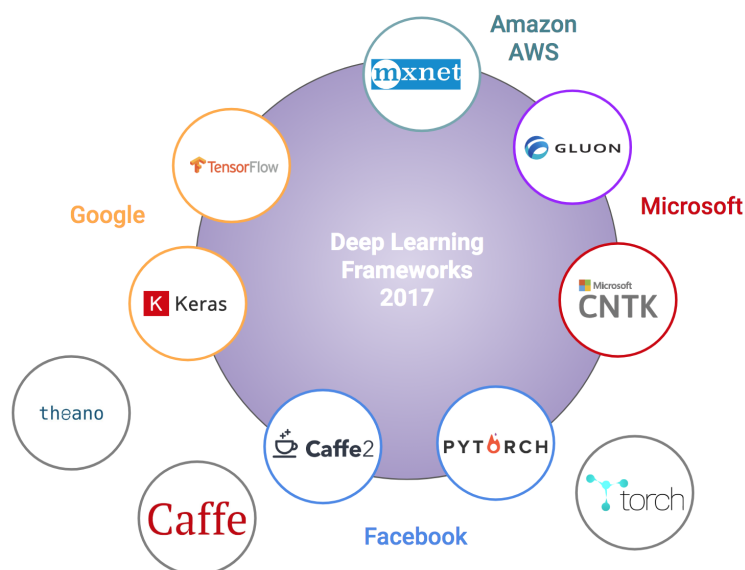 Amazon
AWS
mxnet
GLUON
TensorFlow
Google
Microsoft
Deep Learning
Frameworks
2017
K Keras
Microsoft
CNTK
theano
Caffe2
PYTORCH
torch
Caffe
Facebook